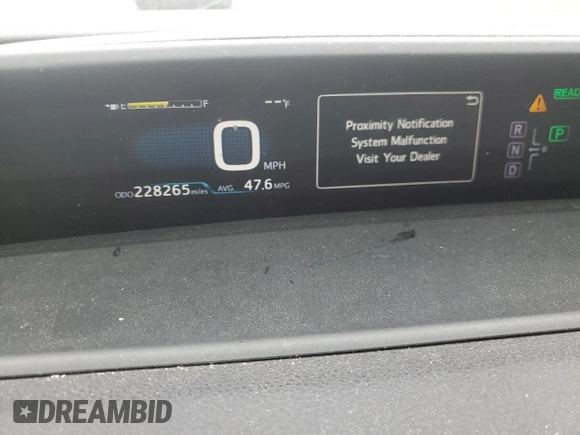 E F --°F
0 MPH
ODO 228265 miles AVG 47.6 MPG
Proximity Notification
System Malfunction
Visit Your Dealer
READY
R
N
D
P
DREAMBID